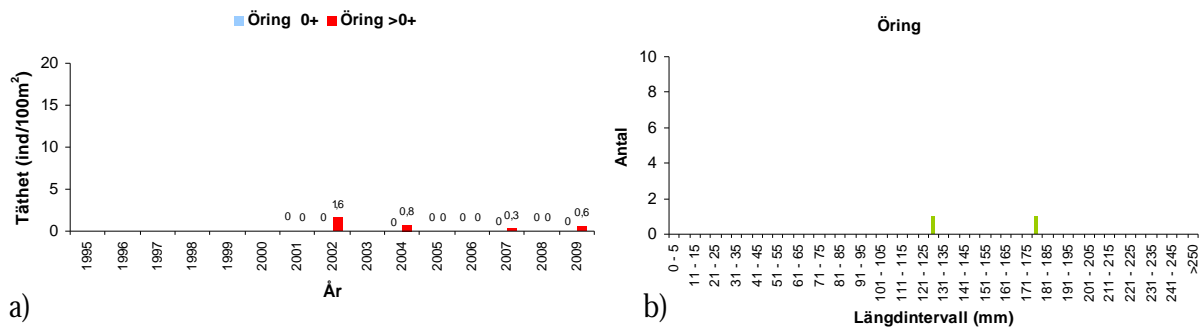 Öring 0+ Öring >0+
Täthet (ind/100m²)
20
15
10
5
0
0 0 0 1,6 0 0,8 0 0 0 0 0 0,3 0 0 0 0,6
1995 1996 1997 1998 1999 2000 2001 2002 2003 2004 2005 2006 2007 2008 2009
År
a)
Öring
Antal
10
8
6
4
2
0
0 - 5 11 - 15 21 - 25 31 - 35 41 - 45 51 - 55 61 - 65 71 - 75 81 - 85 91 - 95 101 - 105 111 - 115 121 - 125 131 - 135 141 - 145 151 - 155 161 - 165 171 - 175 181 - 185 191 - 195 201 - 205 211 - 215 221 - 225 231 - 235 241 - 245 >250
Längdintervall (mm)
b)